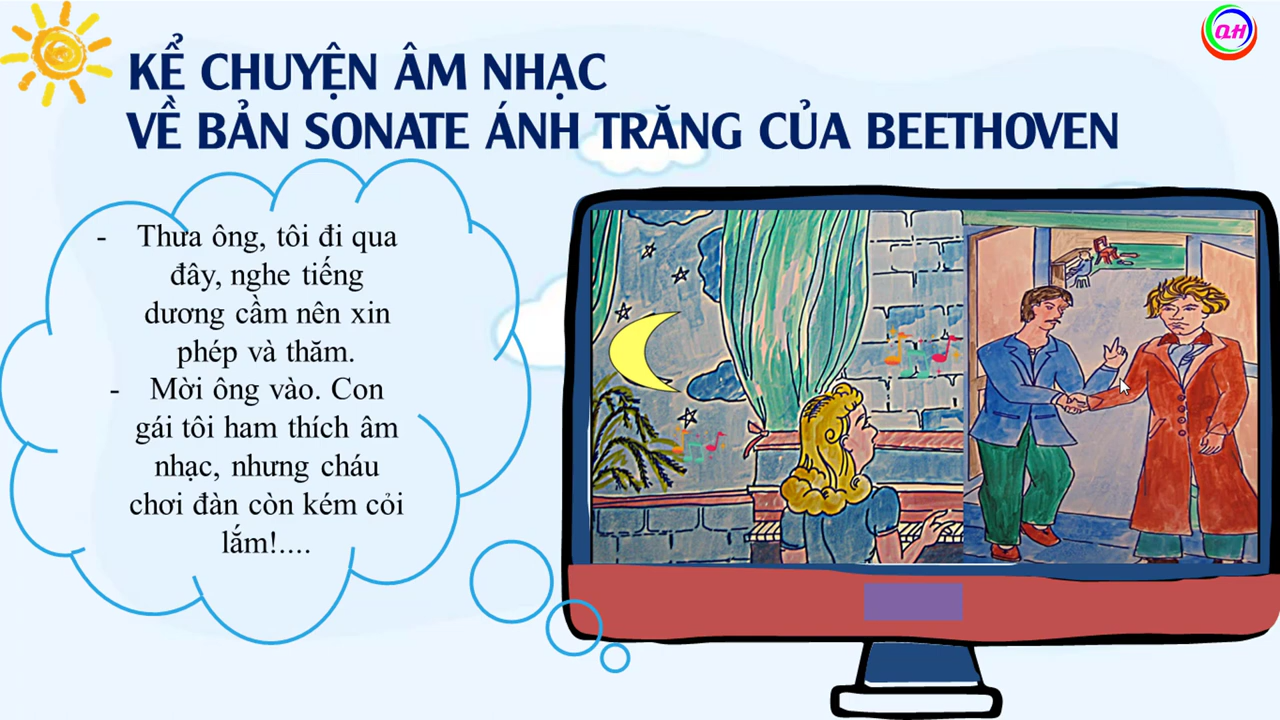 KỂ CHUYỆN ÂM NHẠC
VỀ BẢN SONATE ÁNH TRĂNG CỦA BEETHOVEN
QH
- Thưa ông, tôi đi qua
đây, nghe tiếng
dương cầm nên xin
phép và thăm.
- Mời ông vào. Con
gái tôi ham thích âm
nhạc, nhưng cháu
chơi đàn còn kém cỏi
lắm!....